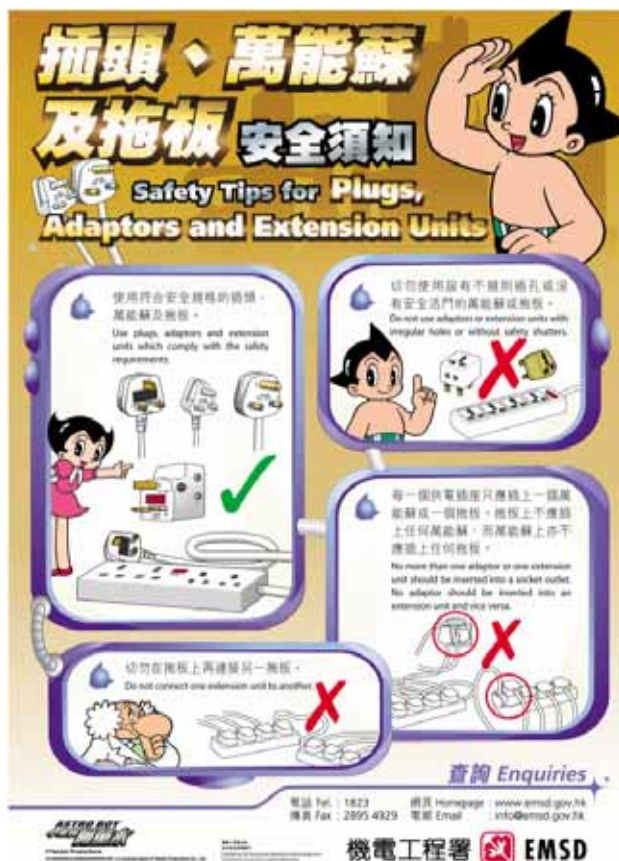 插頭、萬能蘇
及拖板 安全須知
Safety Tips for Plugs,
Adaptors and Extension Units
使用符合安全規格的插頭、
萬能蘇及拖板。
Use plugs, adaptors and extension
units which comply with the safety
requirements.
切勿使用設有不規則插孔或沒
有安全活門的萬能蘇或拖板。
Do not use adaptors or extension units with
irregular holes or without safety shutters.
每一個供電插座只應插上一個萬
能蘇或一個拖板。拖板上不應插
上任何萬能蘇，而萬能蘇上亦不
應插上任何拖板。
No more than one adaptor or one extension
unit should be inserted into a socket outlet.
No adaptor should be inserted into an
extension unit and vice versa.
切勿在拖板上再連接另一拖板。
Do not connect one extension unit to another.
查詢 Enquiries
電話 Tel. : 1823 網頁 Homepage : www.emsd.gov.hk
傳真 Fax : 2895 4929 電郵 Email : info@emsd.gov.hk
ASTRO BOY
機電工程署 EMSD